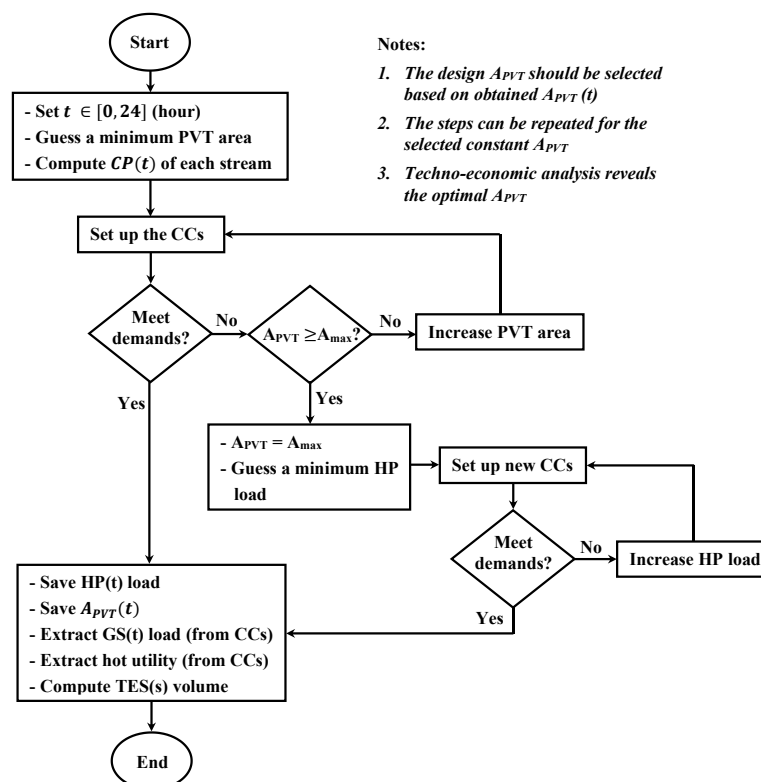 Start
Notes:
1. The design APVT should be selected
based on obtained APVT (t)
2. The steps can be repeated for the
selected constant APVT
3. Techno-economic analysis reveals
the optimal APVT
- Set t ∈ [0, 24] (hour)
- Guess a minimum PVT area
- Compute CP(t) of each stream
Set up the CCs
Meet
demands?
No
APVT ≥Amax?
No
Increase PVT area
Yes
Yes
- APVT = Amax
- Guess a minimum HP
load
Set up new CCs
Meet
demands?
No
Increase HP load
Yes
- Save HP(t) load
- Save APVT(t)
- Extract GS(t) load (from CCs)
- Extract hot utility (from CCs)
- Compute TES(s) volume
End